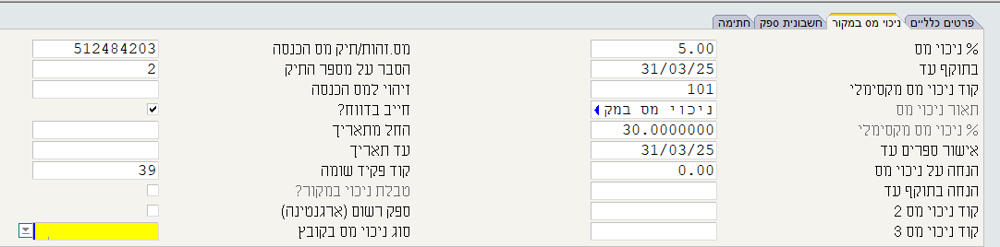 פרטים כלליים ניכוי מס במקור חשבונית ספק חתימה
% ניכוי מס 5.00 מס.זהות/תיק מס הכנסה 512484203
בתוקף עד 31/03/25 הסבר על מספר התיק 2
קוד ניכוי מס מקסימלי 101 זיהוי למס הכנסה
תאור ניכוי מס ניכוי מס במק חייב בדווח?
% ניכוי מס מקסימלי 30.0000000 החל מתאריך
אישור ספרים עד 31/03/25 עד תאריך
הנחה על ניכוי מס 0.00 קוד פקיד שומה 39
הנחה בתוקף עד טבלת ניכוי במקור?
קוד ניכוי מס 2 ספק רשום (ארגנטינה)
קוד ניכוי מס 3 סוג ניכוי מס בקובץ